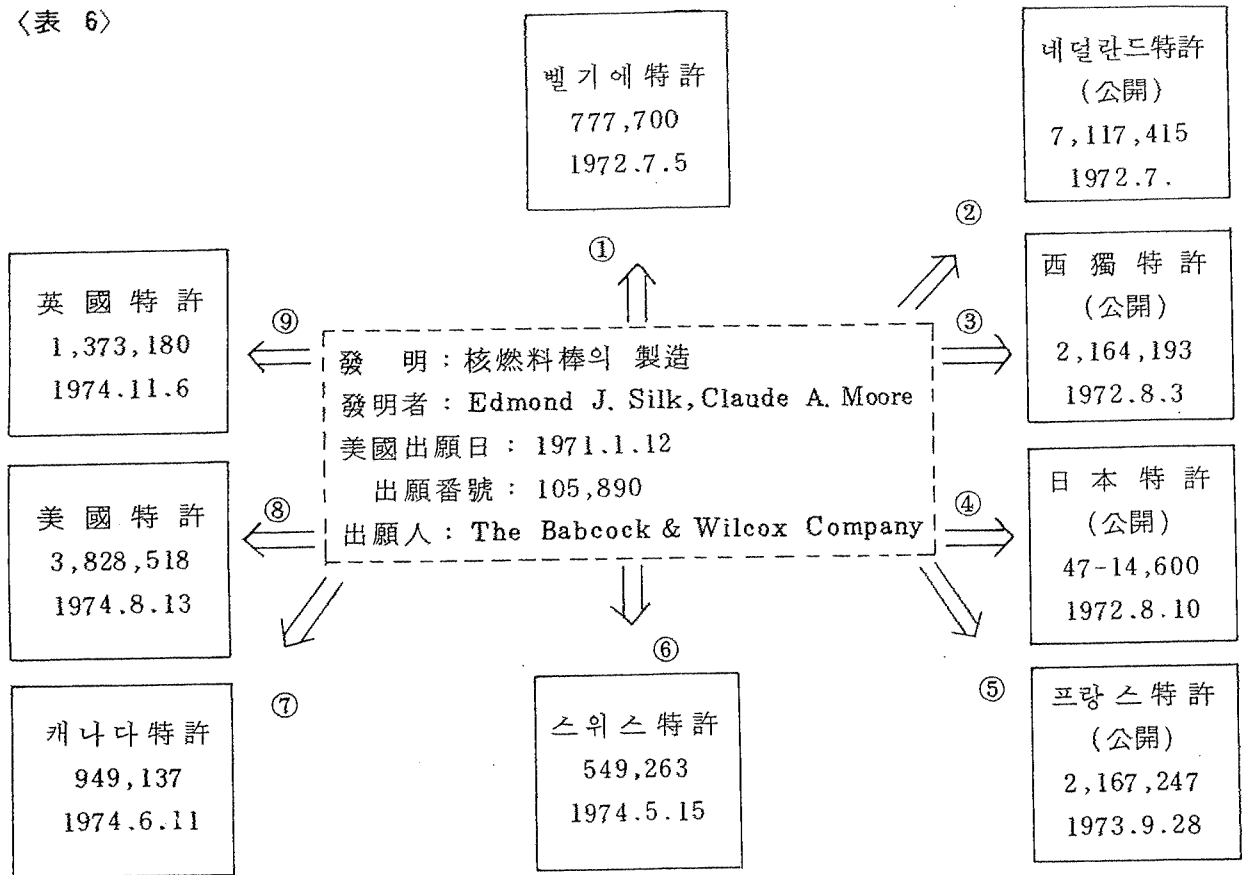 〈表 6〉
벨기에特許
777,700
1972.7.5
네덜란드特許
(公開)
7,117,415
1972.7.
①
②
英國特許
1,373,180
1974.11.6
⑨
西獨特許
(公開)
2,164,193
1972.8.3
③
發 明 : 核燃料棒의 製造
發明者 : Edmond J. Silk, Claude A. Moore
美國出願日 : 1971.1.12
出願番號 : 105,890
出願人 : The Babcock & Wilcox Company
美國特許
3,828,518
1974.8.13
⑧
④
日本特許
(公開)
47-14,600
1972.8.10
⑦
캐나다特許
949,137
1974.6.11
⑥
스위스特許
549,263
1974.5.15
⑤
프랑스特許
(公開)
2,167,247
1973.9.28